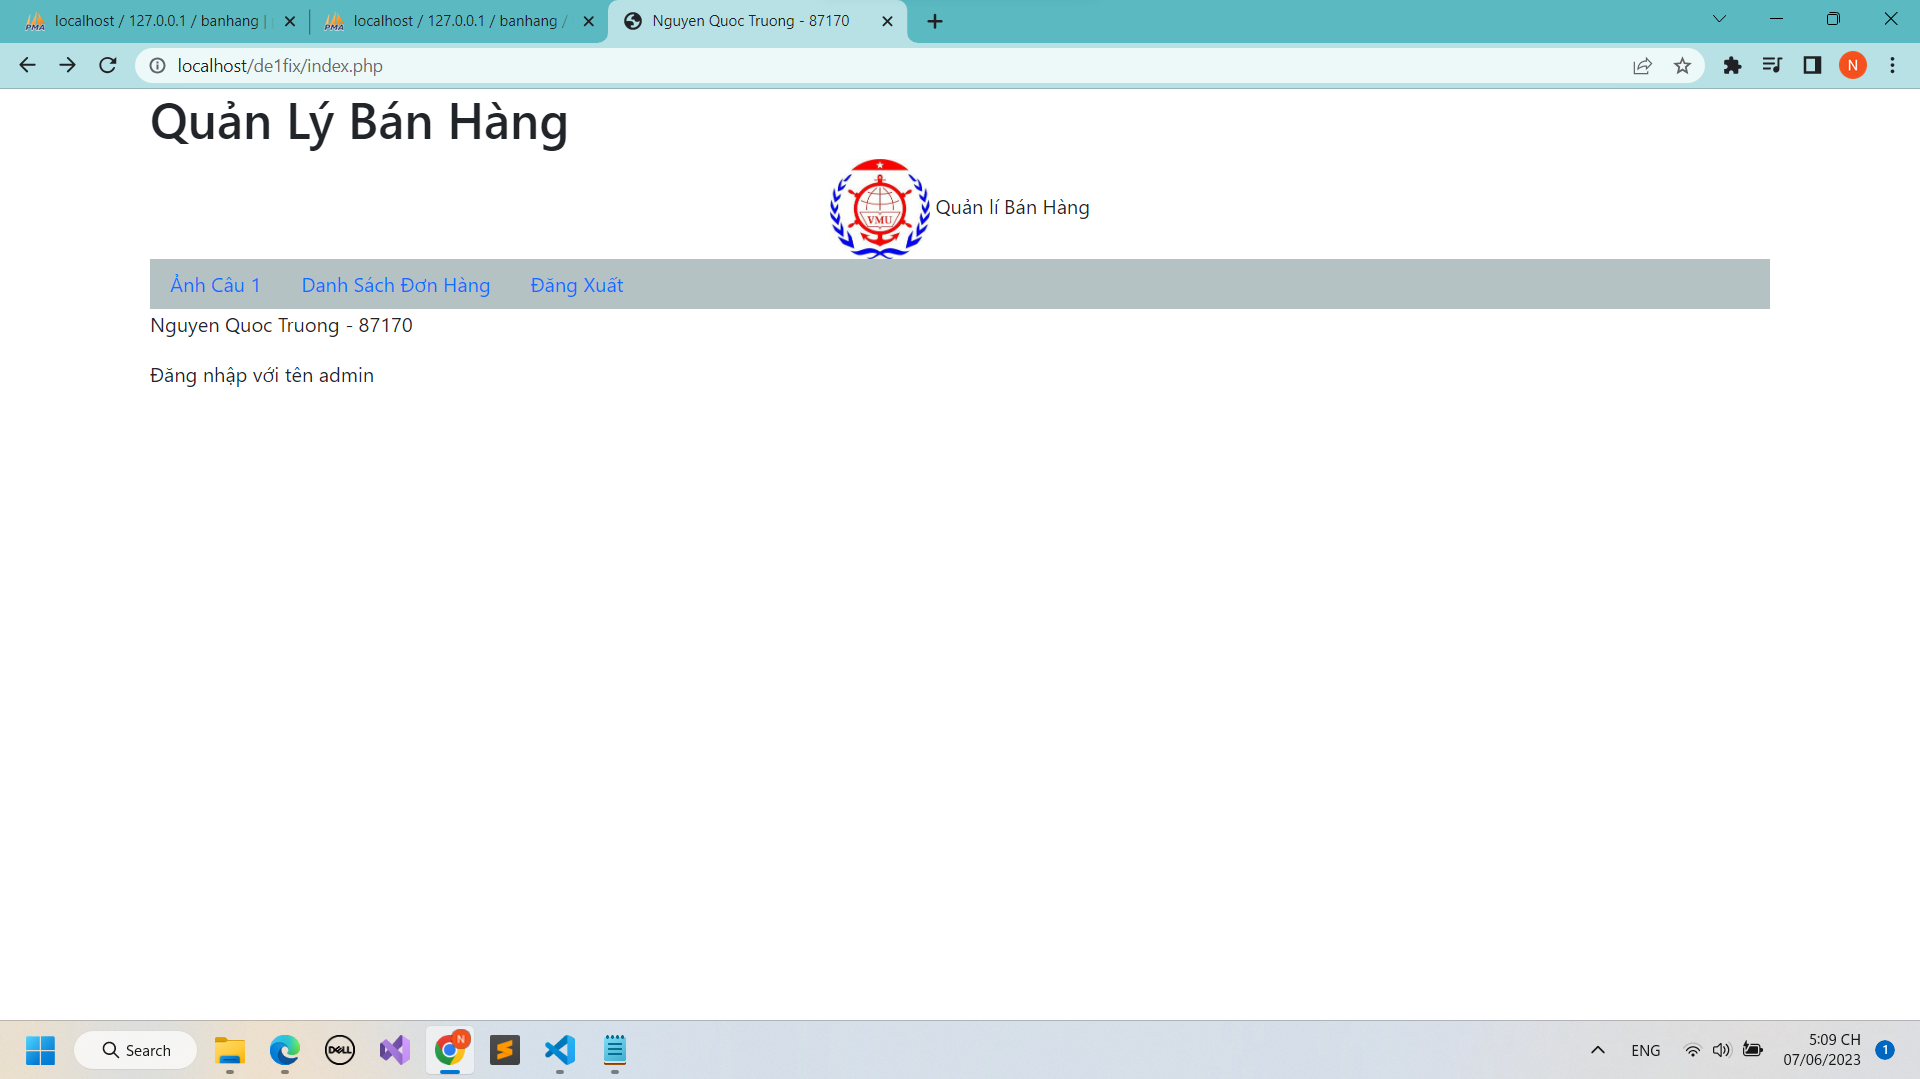 localhost / 127.0.0.1 / banhang |
localhost / 127.0.0.1 / banhang /
Nguyen Quoc Truong - 87170
localhost/de1fix/index.php
N
Quản Lý Bán Hàng
VMU
Quản lí Bán Hàng
Ảnh Câu 1 Danh Sách Đơn Hàng Đăng Xuất
Nguyen Quoc Truong - 87170
Đăng nhập với tên admin
Search
DELL
N
ENG
5:09 CH
07/06/2023
1